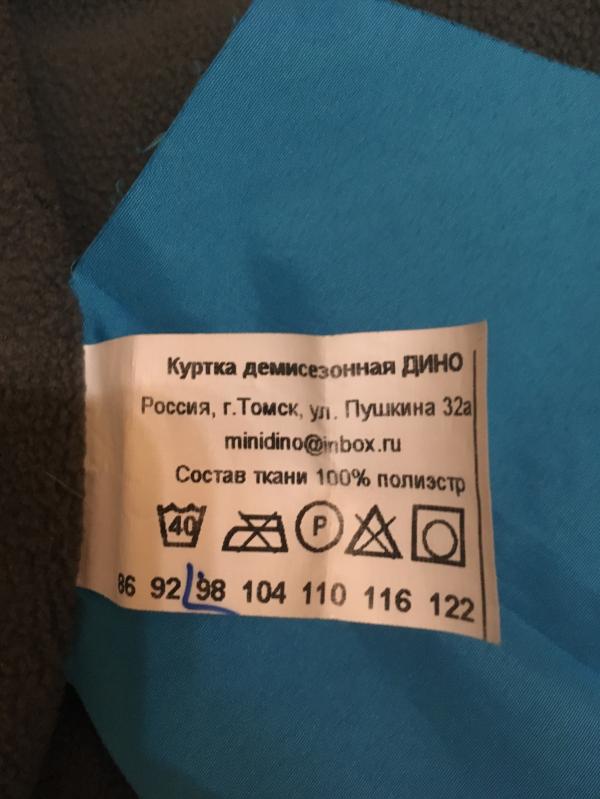 Куртка демисезонная ДИНО
Россия, г.Томск, ул. Пушкина 32а
minidino@inbox.ru
Состав ткани 100% полиэстр
40 P
86 92 98 104 110 116 122